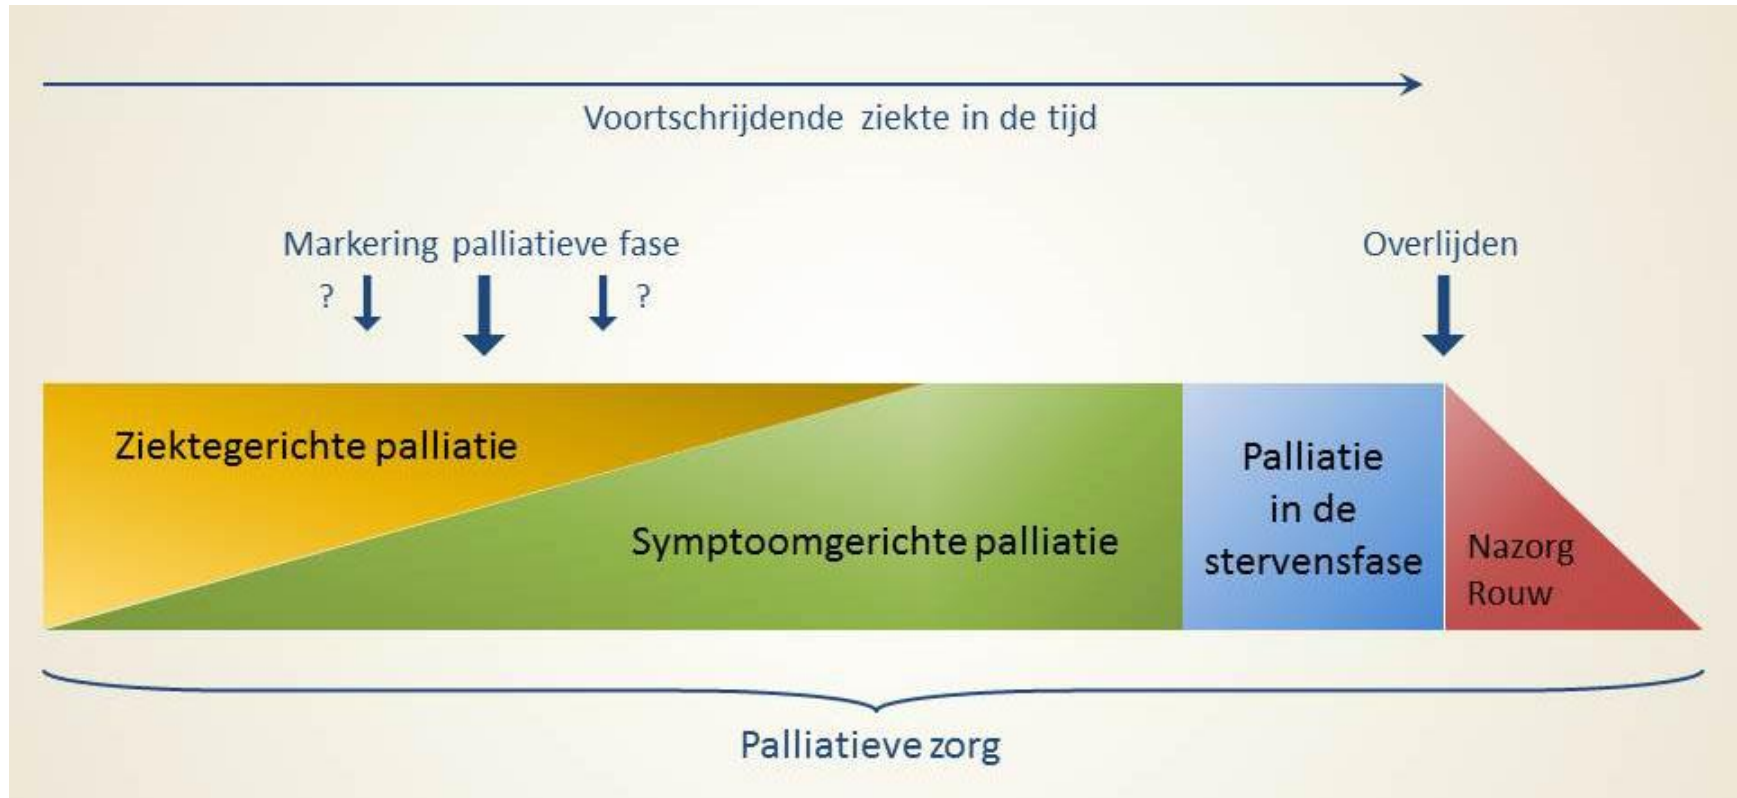 Voortschrijdende ziekte in de tijd
Markering palliatieve fase
? ?
Overlijden
Ziektegerichte palliatie
Symptoomgerichte palliatie
Palliatie
in de
stervensfase
Nazorg
Rouw
Palliatieve zorg